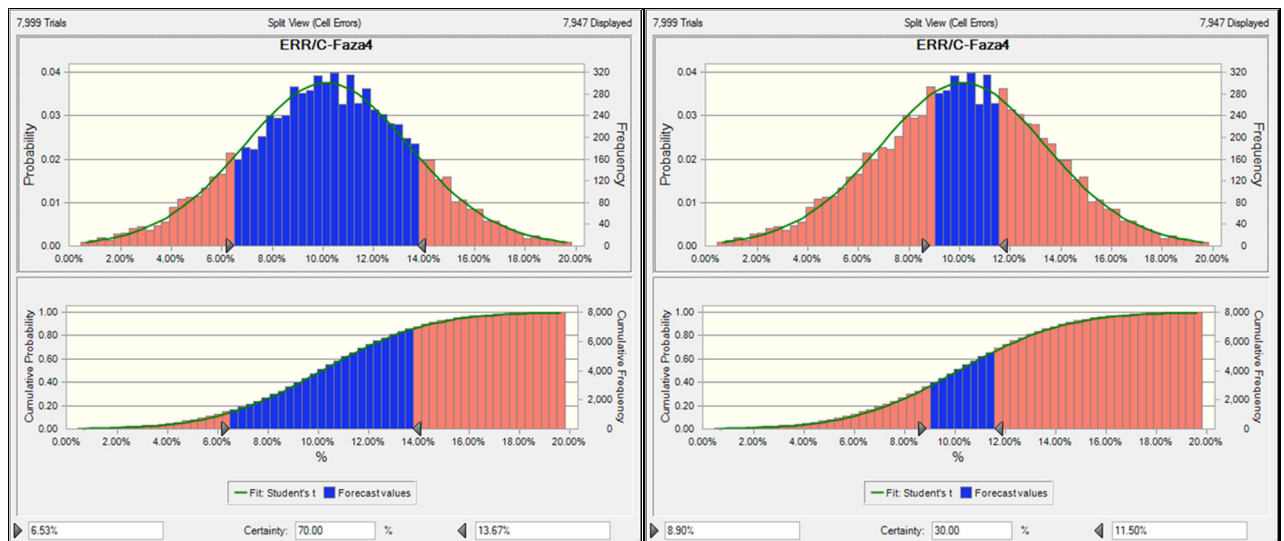 7,999 Trials Split View (Cell Errors) 7,947 Displayed
ERR/C-Faza4
0.04 320
280
0.03 240
200
0.02 160
120
0.01 80
40
0.00 0
Probability
Frequency
0.00% 2.00% 4.00% 6.00% 8.00% 10.00% 12.00% 14.00% 16.00% 18.00% 20.00%
1.00 8,000
0.80 6,000
0.60
0.40 4,000
0.20 2,000
0.00 0
Cumulative Probability
Cumulative Frequency
0.00% 2.00% 4.00% 6.00% 8.00% 10.00% 12.00% 14.00% 16.00% 18.00% 20.00%
%
Fit: Student's t Forecast values
6.53% Certainty: 70.00 % 13.67%
7,999 Trials Split View (Cell Errors) 7,947 Displayed
ERR/C-Faza4
0.04 320
280
0.03 240
200
0.02 160
120
0.01 80
40
0.00 0
Probability
Frequency
0.00% 2.00% 4.00% 6.00% 8.00% 10.00% 12.00% 14.00% 16.00% 18.00% 20.00%
1.00 8,000
0.80 6,000
0.60
0.40 4,000
0.20 2,000
0.00 0
Cumulative Probability
Cumulative Frequency
0.00% 2.00% 4.00% 6.00% 8.00% 10.00% 12.00% 14.00% 16.00% 18.00% 20.00%
%
Fit: Student's t Forecast values
8.90% Certainty: 30.00 % 11.50%